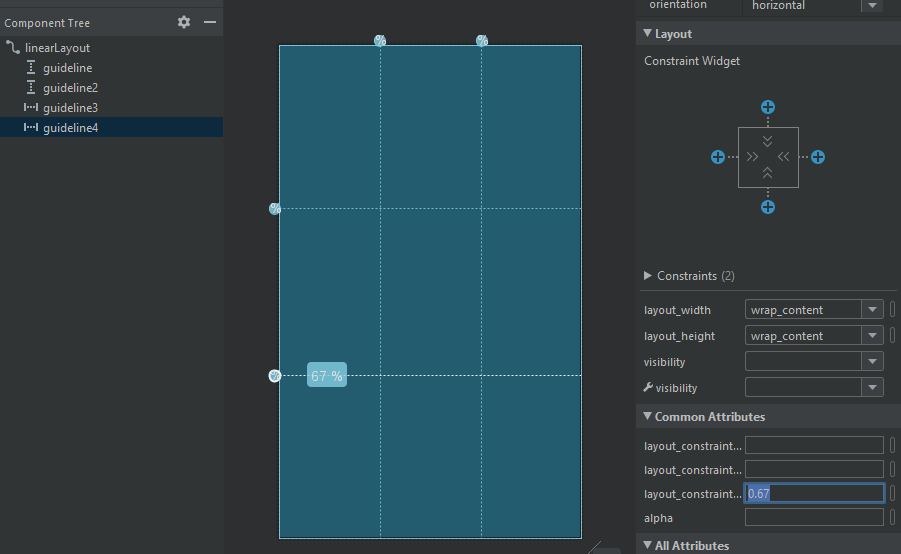 Component Tree
linearLayout
guideline
guideline2
guideline3
guideline4
%
%
%
%
67 %
orientation
horizontal
Layout
Constraint Widget
Constraints (2)
layout_width
wrap_content
layout_height
wrap_content
visibility
visibility
Common Attributes
layout_constraint...
layout_constraint...
layout_constraint...
0.67
alpha
All Attributes